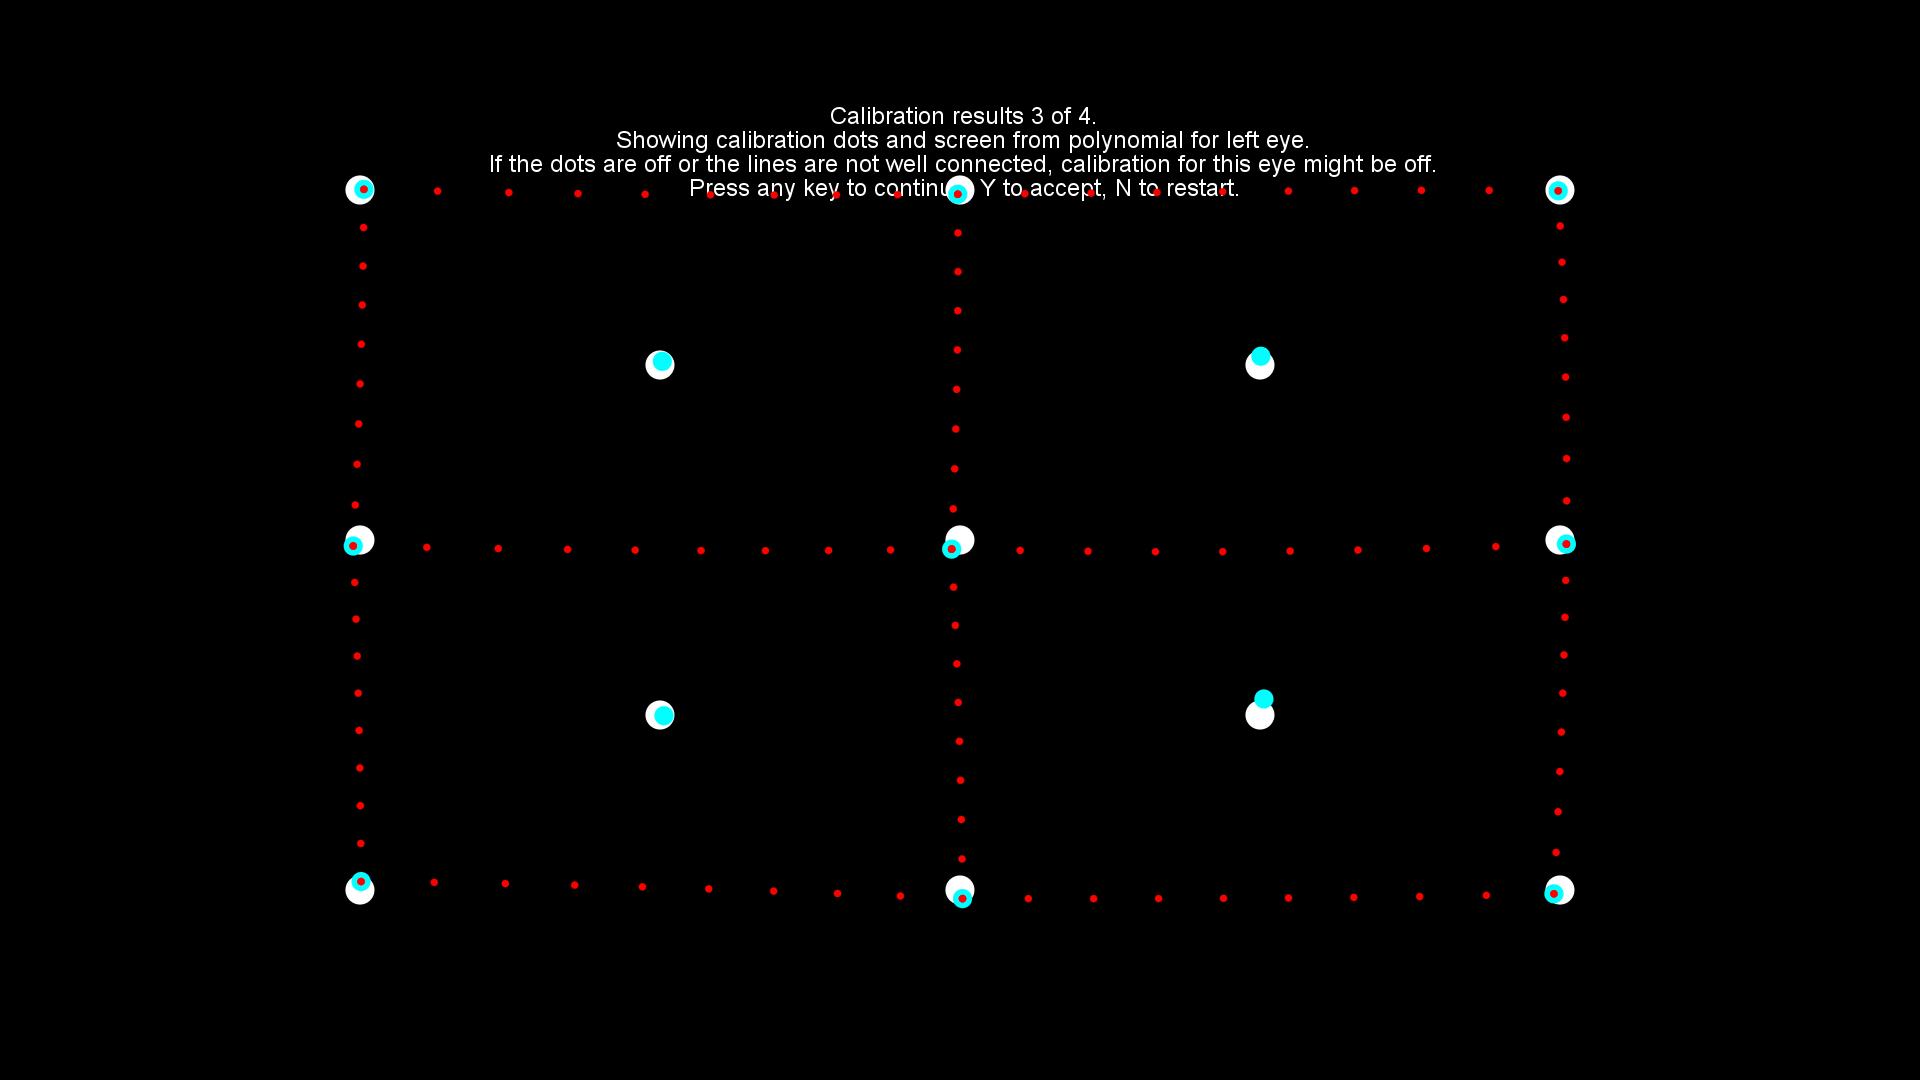 Calibration results 3 of 4.
Showing calibration dots and screen from polynomial for left eye.
If the dots are off or the lines are not well connected, calibration for this eye might be off.
Press any key to continue, Y to accept, N to restart.